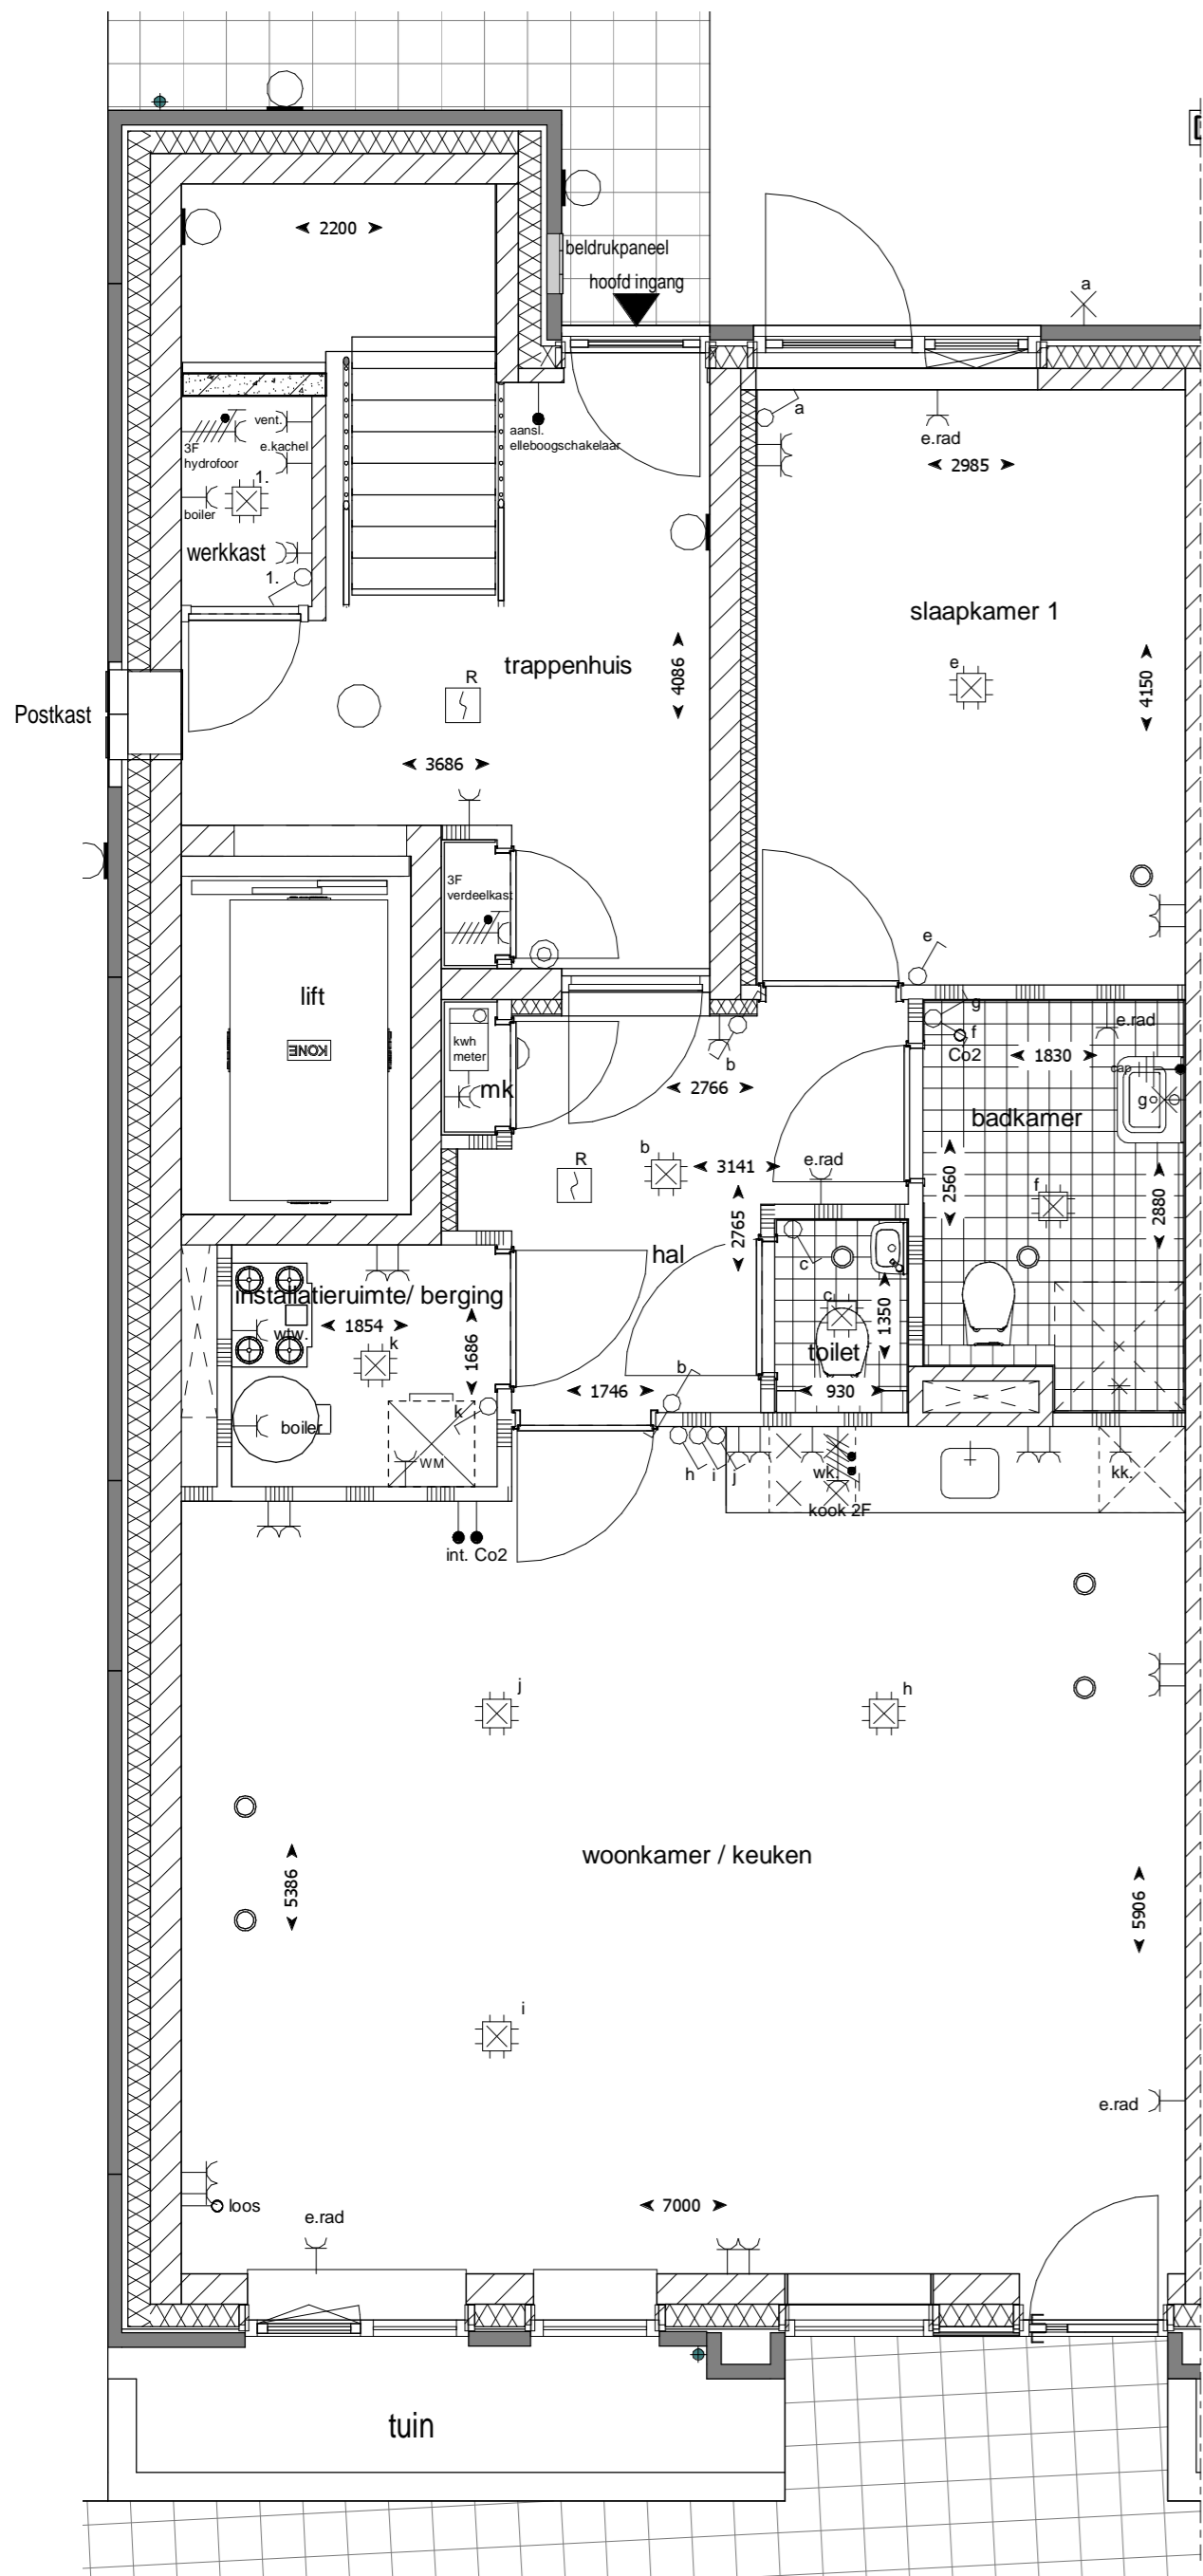 2200
beldrukpaneel
hoofd ingang
a
a
vent.
3F
hydrofoor
e.kachel
aansl.
elleboogschakelaar
e.rad
2985
1.
boiler
werkkast
1.
slaapkamer 1
trappenhuis
4086
e
4150
R
Postkast
3686
3F
verdeelkast
e
lift
KONE
kwh
meter
mk
b
2766
g
f
Co2
e.rad
1830
cap
g
badkamer
R
b
3141
e.rad
2560
f
2880
2765
hal
c
installatieruimte/ berging
wtw.
1854
k
1686
c
1350
toilet
b
1746
930
k
boiler
WM
h
i
j
wk.
kk.
kook 2F
int. Co2
j
h
woonkamer / keuken
5386
5906
i
e.rad
loos
e.rad
7000
tuin